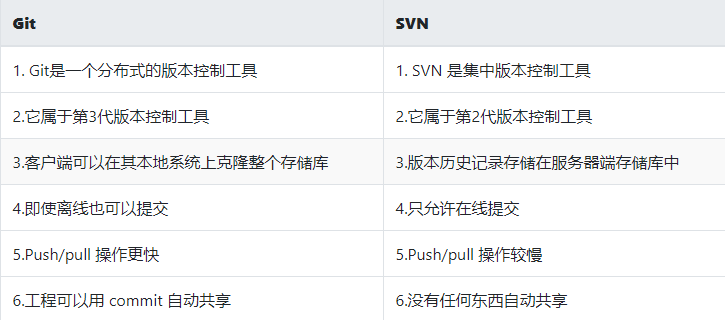 Git SVN
1. Git是一个分布式的版本控制工具 1. SVN 是集中版本控制工具
2.它属于第3代版本控制工具 2.它属于第2代版本控制工具
3.客户端可以在其本地系统上克隆整个存储库 3.版本历史记录存储在服务器端存储库中
4.即使离线也可以提交 4.只允许在线提交
5.Push/pull 操作更快 5.Push/pull 操作较慢
6.工程可以用 commit 自动共享 6.没有任何东西自动共享